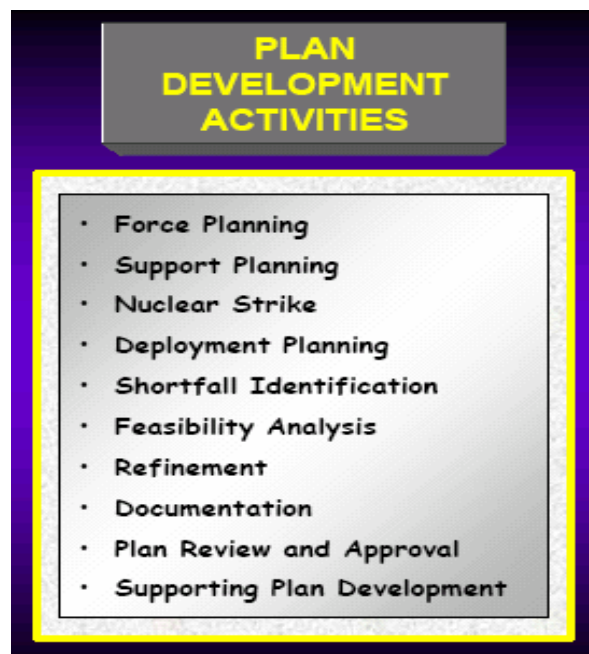 PLAN
DEVELOPMENT
ACTIVITIES
· Force Planning
· Support Planning
· Nuclear Strike
· Deployment Planning
· Shortfall Identification
· Feasibility Analysis
· Refinement
· Documentation
· Plan Review and Approval
· Supporting Plan Development